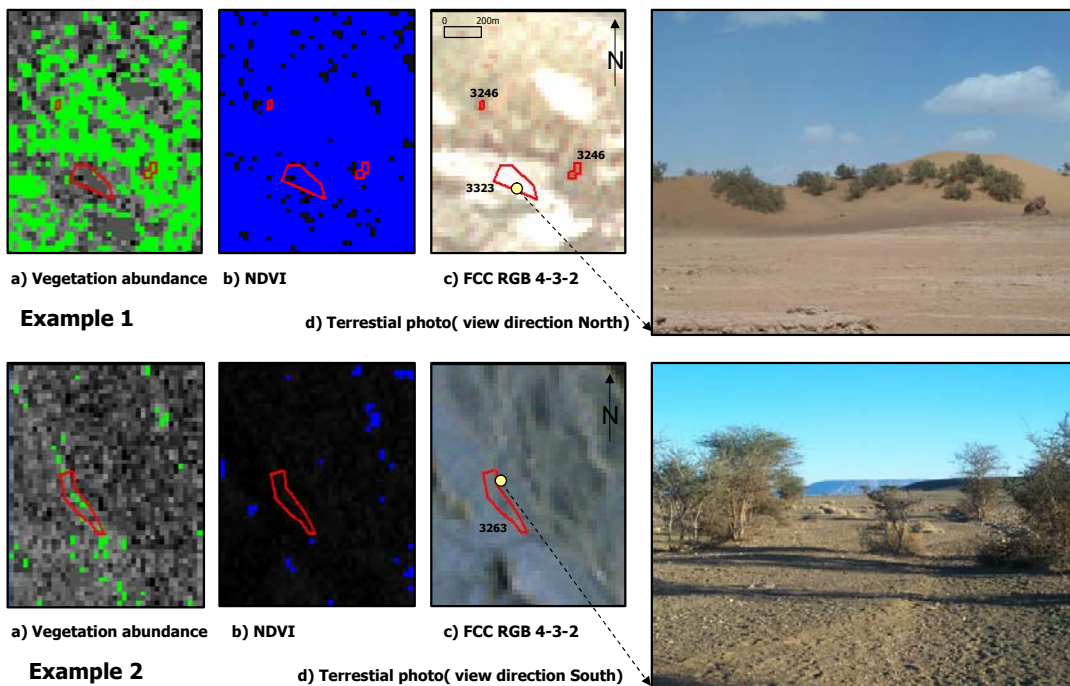 0 200m
N
3246
3246
3323
a) Vegetation abundance
b) NDVI
c) FCC RGB 4-3-2
Example 1
d) Terrestial photo( view direction North)
N
3263
a) Vegetation abundance
b) NDVI
c) FCC RGB 4-3-2
Example 2
d) Terrestial photo( view direction South)